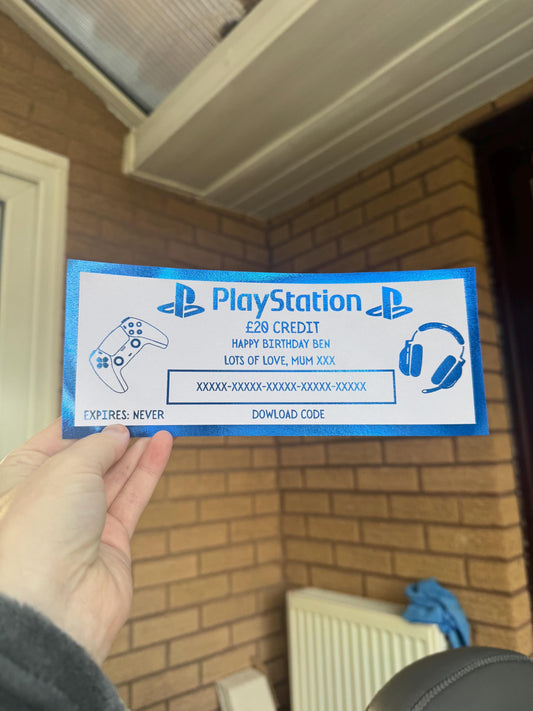 PlayStation
£20 CREDIT
HAPPY BIRTHDAY BEN
LOTS OF LOVE, MUM XXX
XXXXX-XXXXX-XXXXX-XXXXX-XXXXX
EXPIRES: NEVER
DOWLOAD CODE